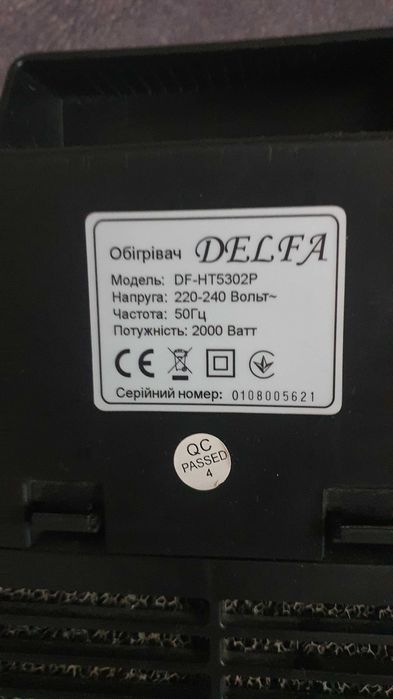 Обігрівач DELFA
Модель: DF-HT5302P
Напруга: 220-240 Вольт~
Частота: 50Гц
Потужність: 2000 Ватт
CE
Серійний номер: 0108005621
QC
PASSED
4